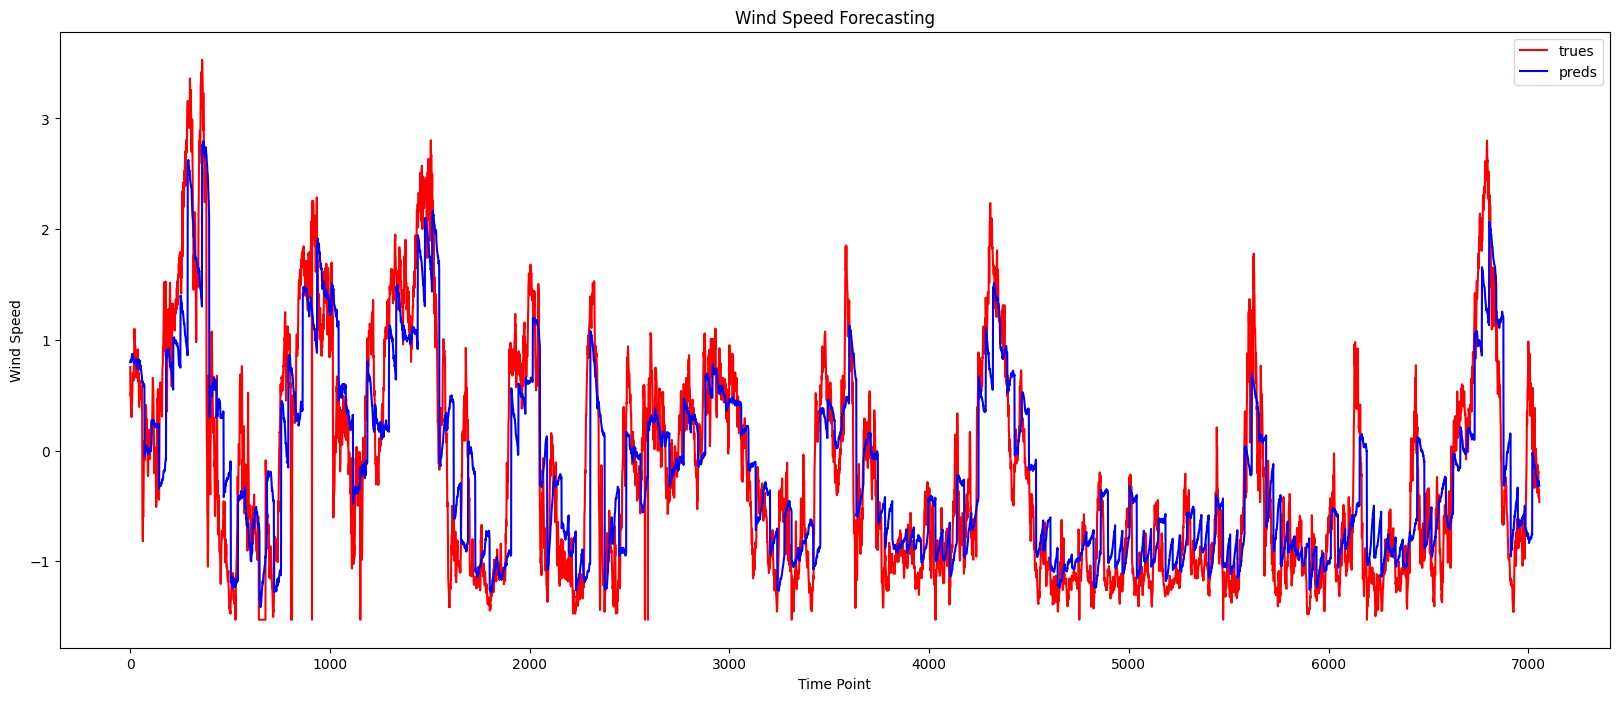 Wind Speed Forecasting
trues
preds
Wind Speed
3
2
1
0
−1
0 1000 2000 3000 4000 5000 6000 7000
Time Point